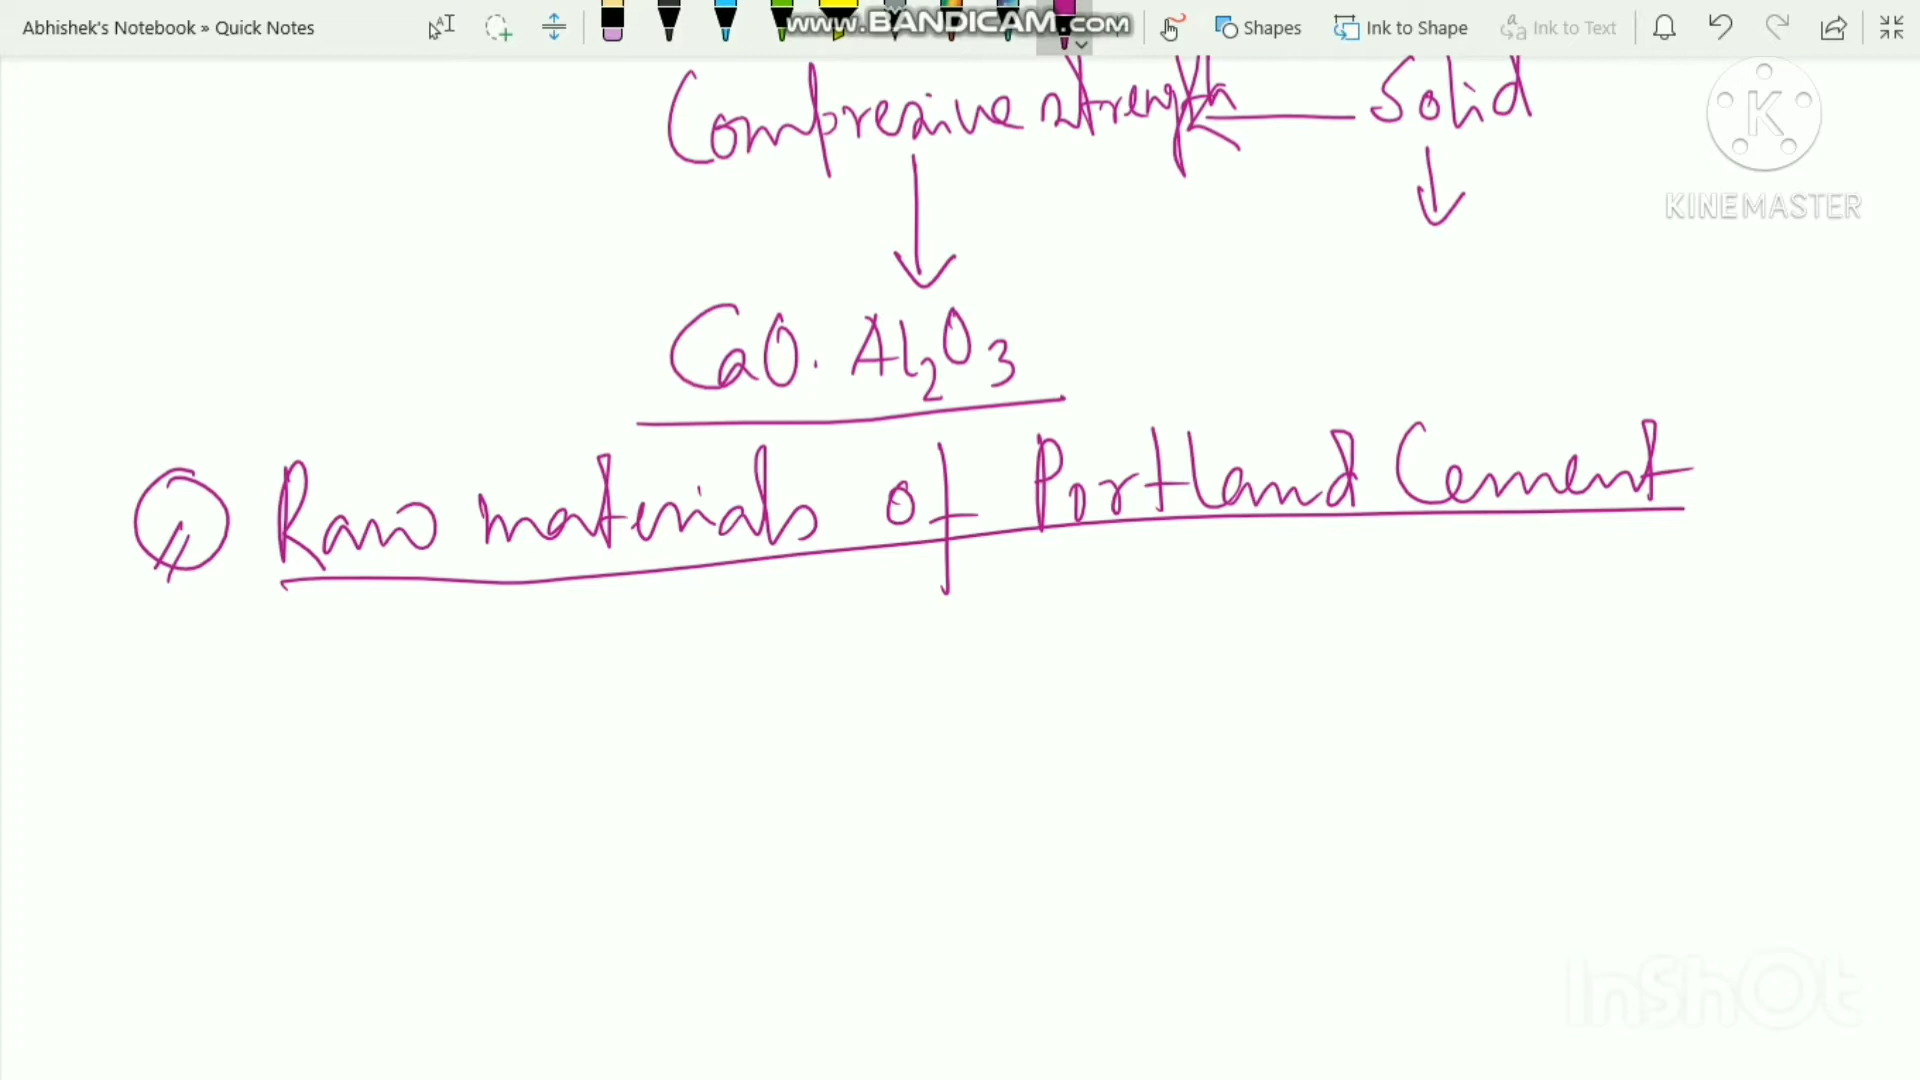 Abhishek's Notebook » Quick Notes
www.BANDICAM.com
Shapes
Ink to Shape
Ink to Text
Compressive strength Solid
K
KINEMASTER
CaO. Al2O3
Q Raw materials of Portland Cement
InShOt